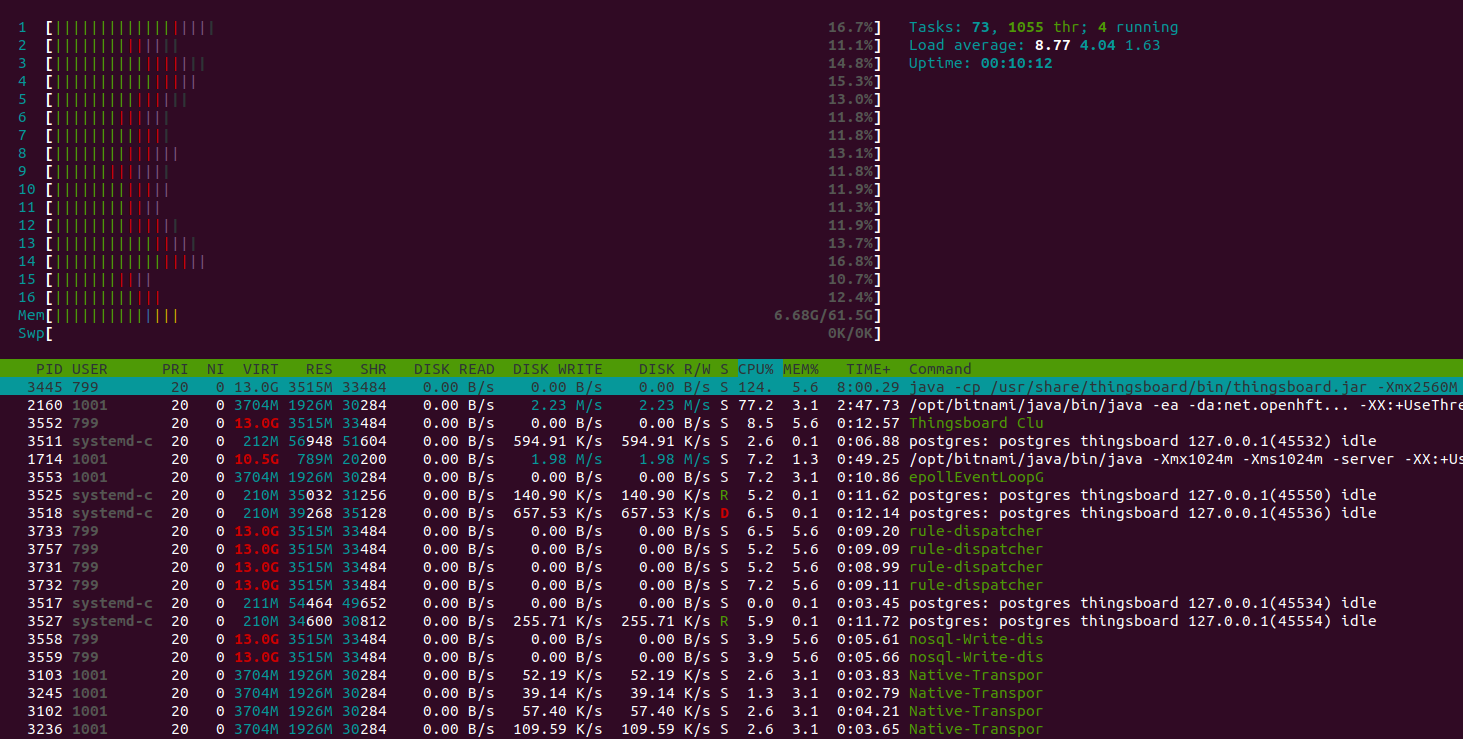 1 [ 16.7%] Tasks: 73, 1055 thr; 4 running
2 [ 11.1%] Load average: 8.77 4.04 1.63
3 [ 14.8%] Uptime: 00:10:12
4 [ 15.3%]
5 [ 13.0%]
6 [ 11.8%]
7 [ 11.8%]
8 [ 13.1%]
9 [ 11.8%]
10 [ 11.9%]
11 [ 11.3%]
12 [ 11.9%]
13 [ 13.7%]
14 [ 16.8%]
15 [ 10.7%]
16 [ 12.4%]
Mem[ 6.68G/61.5G]
Swp[ 0K/0K]
PID USER PRI NI VIRT RES SHR DISK READ DISK WRITE DISK R/W S CPU% MEM% TIME+ Command
3445 799 20 0 13.0G 3515M 33484 0.00 B/s 0.00 B/s 0.00 B/s S 124. 5.6 8:00.29 java -cp /usr/share/thingsboard/bin/thingsboard.jar -Xmx2560M
2160 1001 20 0 3704M 1926M 30284 0.00 B/s 2.23 M/s 2.23 M/s S 77.2 3.1 2:47.73 /opt/bitnami/java/bin/java -ea -da:net.openhft... -XX:+UseThre
3552 799 20 0 13.0G 3515M 33484 0.00 B/s 0.00 B/s 0.00 B/s S 8.5 5.6 0:12.57 Thingsboard Clu
3511 systemd-c 20 0 212M 56948 51604 0.00 B/s 594.91 K/s 594.91 K/s S 2.6 0.1 0:06.88 postgres: postgres thingsboard 127.0.0.1(45532) idle
1714 1001 20 0 10.5G 789M 20200 0.00 B/s 1.98 M/s 1.98 M/s S 7.2 1.3 0:49.25 /opt/bitnami/java/bin/java -Xmx1024m -Xms1024m -server -XX:+Us
3553 1001 20 0 3704M 1926M 30284 0.00 B/s 0.00 B/s 0.00 B/s S 7.2 3.1 0:10.86 epollEventLoopG
3525 systemd-c 20 0 210M 35032 31256 0.00 B/s 140.90 K/s 140.90 K/s R 5.2 0.1 0:11.62 postgres: postgres thingsboard 127.0.0.1(45550) idle
3518 systemd-c 20 0 210M 39268 35128 0.00 B/s 657.53 K/s 657.53 K/s D 6.5 0.1 0:12.14 postgres: postgres thingsboard 127.0.0.1(45536) idle
3733 799 20 0 13.0G 3515M 33484 0.00 B/s 0.00 B/s 0.00 B/s S 6.5 5.6 0:09.20 rule-dispatcher
3757 799 20 0 13.0G 3515M 33484 0.00 B/s 0.00 B/s 0.00 B/s S 5.2 5.6 0:09.09 rule-dispatcher
3731 799 20 0 13.0G 3515M 33484 0.00 B/s 0.00 B/s 0.00 B/s S 5.2 5.6 0:08.99 rule-dispatcher
3732 799 20 0 13.0G 3515M 33484 0.00 B/s 0.00 B/s 0.00 B/s S 7.2 5.6 0:09.11 rule-dispatcher
3517 systemd-c 20 0 211M 54464 49652 0.00 B/s 0.00 B/s 0.00 B/s S 0.0 0.1 0:03.45 postgres: postgres thingsboard 127.0.0.1(45534) idle
3527 systemd-c 20 0 210M 34600 30812 0.00 B/s 255.71 K/s 255.71 K/s R 5.9 0.1 0:11.72 postgres: postgres thingsboard 127.0.0.1(45554) idle
3558 799 20 0 13.0G 3515M 33484 0.00 B/s 0.00 B/s 0.00 B/s S 3.9 5.6 0:05.61 nosql-Write-dis
3559 799 20 0 13.0G 3515M 33484 0.00 B/s 0.00 B/s 0.00 B/s S 3.9 5.6 0:05.66 nosql-Write-dis
3103 1001 20 0 3704M 1926M 30284 0.00 B/s 52.19 K/s 52.19 K/s S 2.6 3.1 0:03.83 Native-Transpor
3245 1001 20 0 3704M 1926M 30284 0.00 B/s 39.14 K/s 39.14 K/s S 1.3 3.1 0:02.79 Native-Transpor
3102 1001 20 0 3704M 1926M 30284 0.00 B/s 57.40 K/s 57.40 K/s S 2.6 3.1 0:04.21 Native-Transpor
3236 1001 20 0 3704M 1926M 30284 0.00 B/s 109.59 K/s 109.59 K/s S 2.6 3.1 0:03.65 Native-Transpor